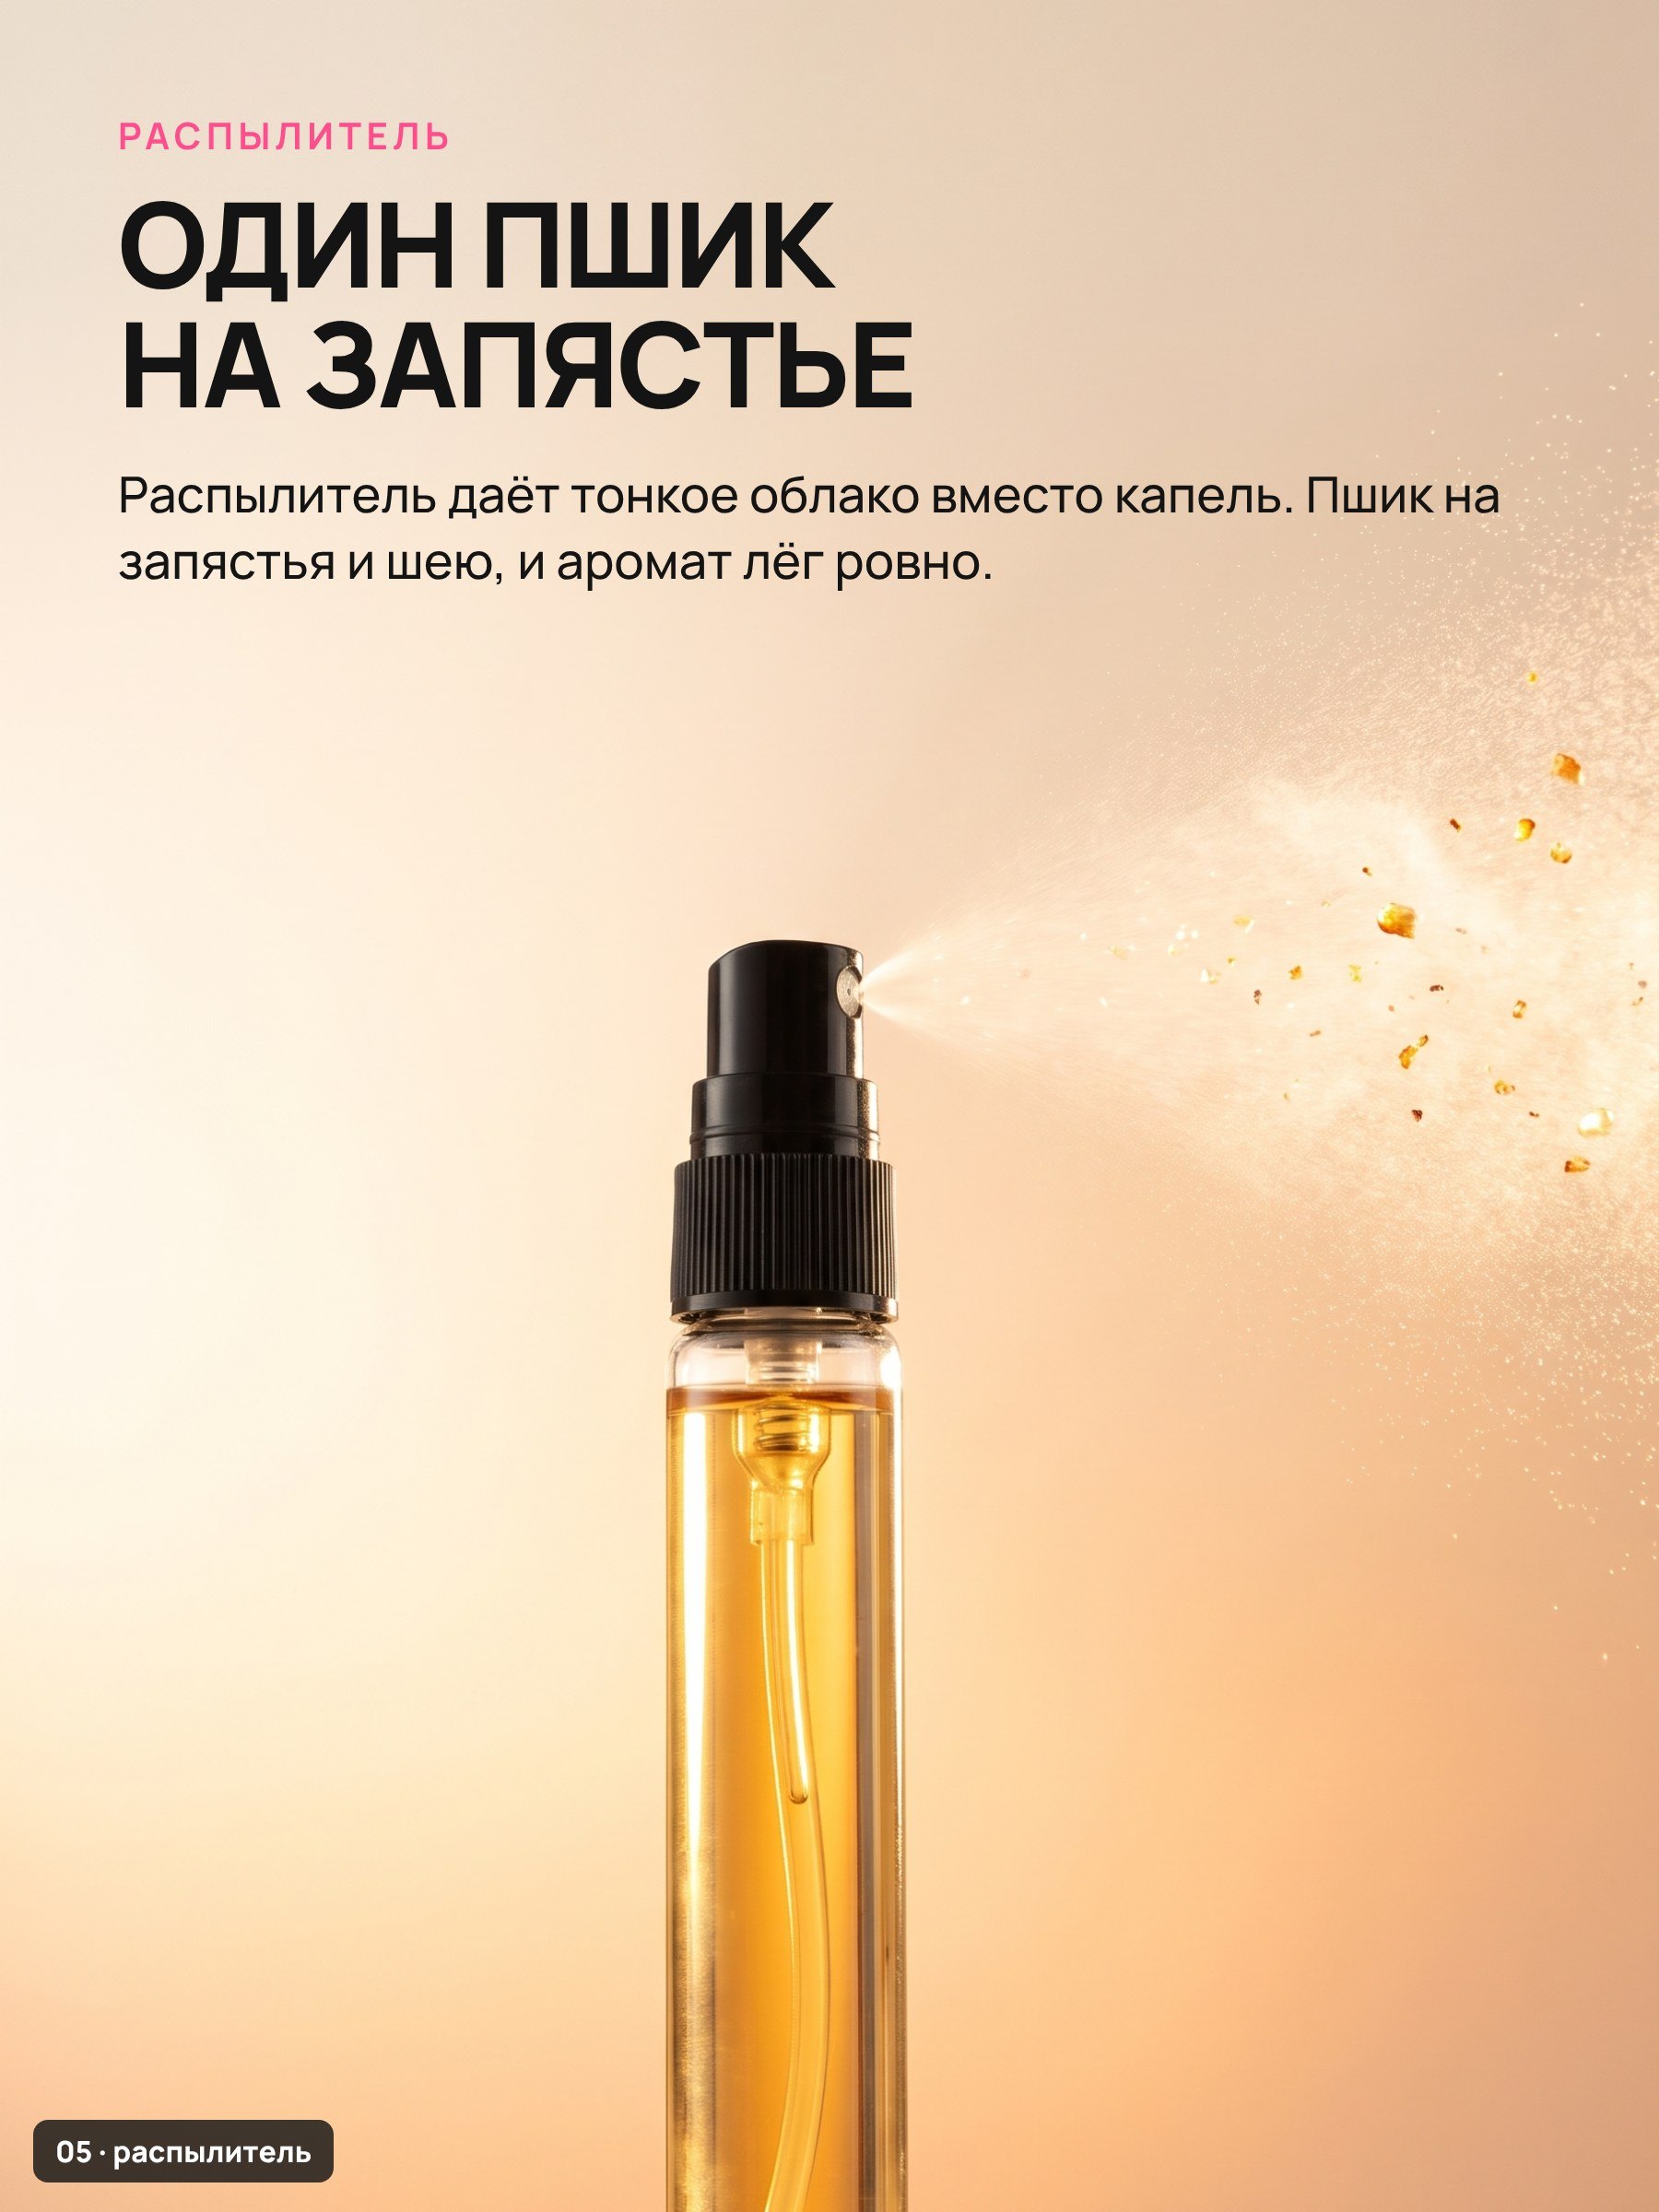 РАСПЫЛИТЕЛЬ
ОДИН ПШИК
НА ЗАПЯСТЬЕ
Распылитель даёт тонкое облако вместо капель. Пшик на
запястья и шею, и аромат лёг ровно.
05 · распылитель